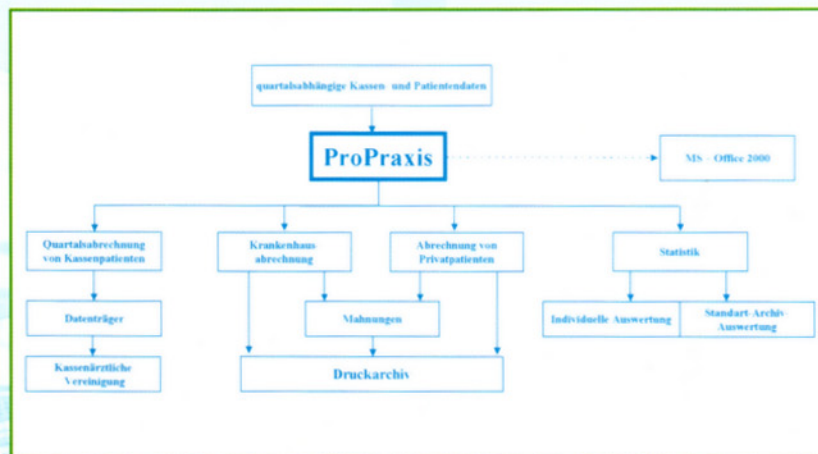 quartalsabhängige Kassen- und Patientendaten
ProPraxis
MS - Office 2000
Quartalsabrechnung
von Kassenpatienten
Krankenhaus
abrechnung
Abrechnung von
Privatpatienten
Statistik
Datenträger
Mahnungen
Individuelle Auswertung
Standart-Archiv-
Auswertung
Kassenärztliche
Vereinigung
Druckarchiv